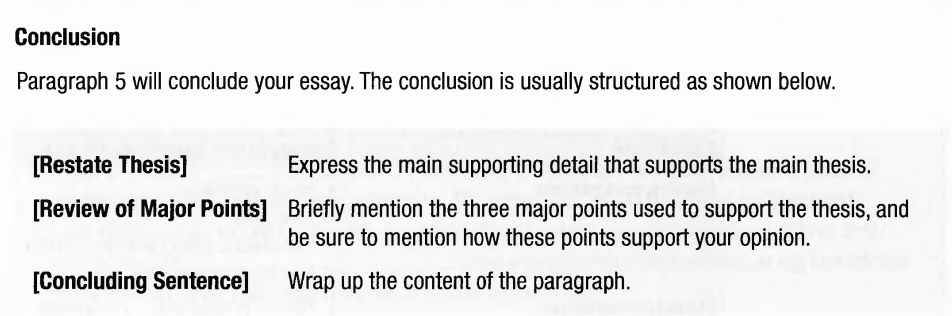 Conclusion
Paragraph 5 will conclude your essay. The conclusion is usually structured as shown below.
[Restate Thesis] Express the main supporting detail that supports the main thesis.
[Review of Major Points] Briefly mention the three major points used to support the thesis, and
be sure to mention how these points support your opinion.
[Concluding Sentence] Wrap up the content of the paragraph.